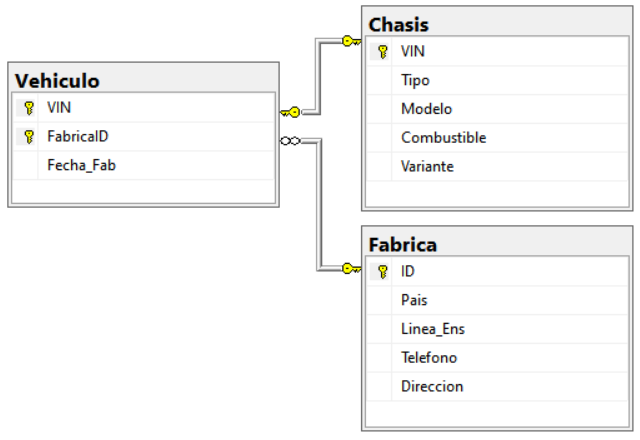 Vehiculo
VIN
FabricaID
Fecha_Fab
Chasis
VIN
Tipo
Modelo
Combustible
Variante
Fabrica
ID
Pais
Linea_Ens
Telefono
Direccion